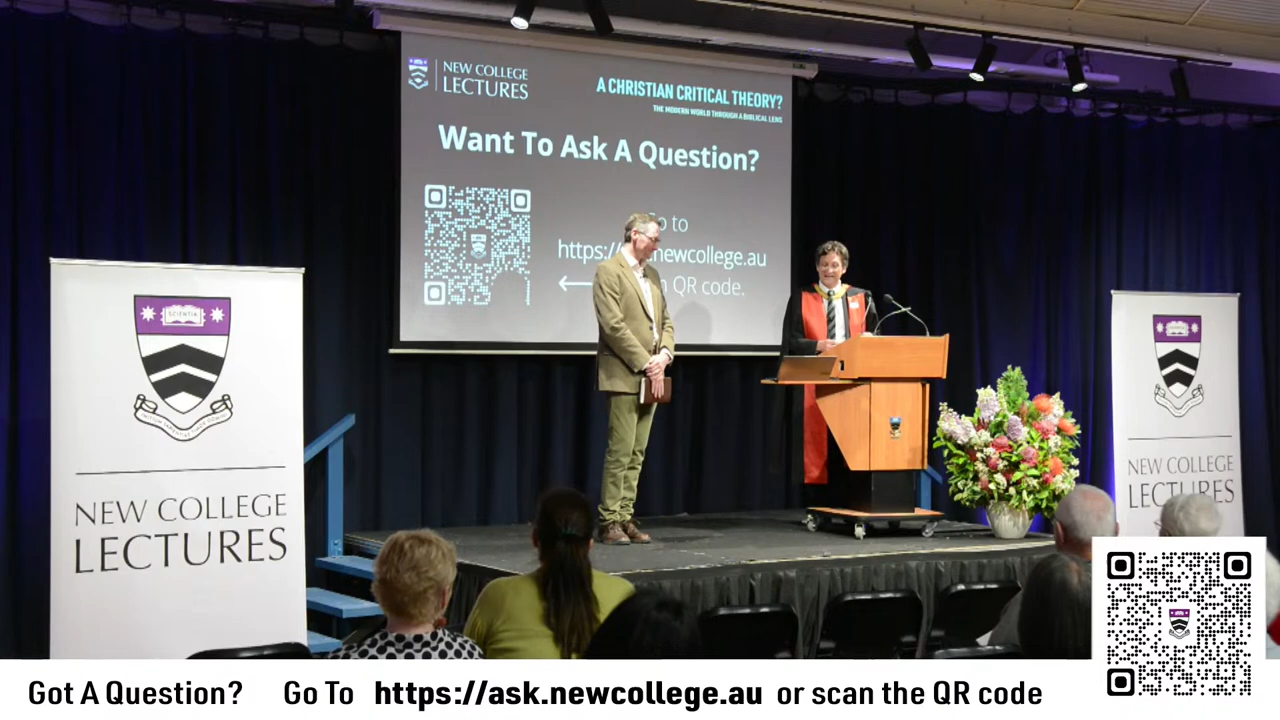 NEW COLLEGE
LECTURES
A CHRISTIAN CRITICAL THEORY?
THE MODERN WORLD THROUGH A BIBLICAL LENS
Want To Ask A Question?
to
https://
newcollege.au
QR code.
SCIENTIA
NEW COLLEGE
LECTURES
NEW COLLEGE
LECTURES
Got A Question? Go To https://ask.newcollege.au or scan the QR code